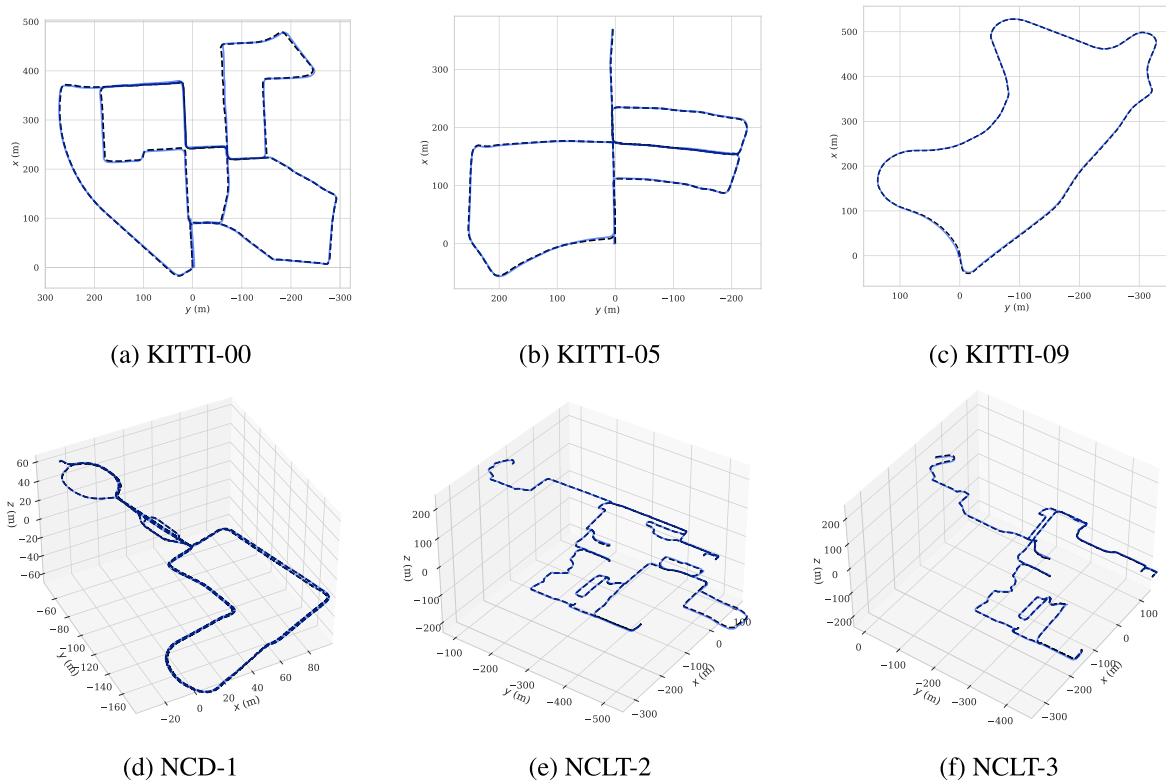 500
400
300
200
100
0
x (m)
300 200 100 0 −100 −200 −300
y (m)
(a) KITTI-00
300
200
100
0
x (m)
200 100 0 −100 −200
y (m)
(b) KITTI-05
500
400
300
200
100
0
x (m)
100 0 −100 −200 −300
y (m)
(c) KITTI-09
60
40
20
0
−20
−40
−60
z (m)
−60
−80
−100
−120
−140
−160
y (m)
−20 0 20 40 60 80
x (m)
(d) NCD-1
200
100
0
−100
−200
z (m)
−100
−200
−300
−400
−500
y (m)
100
0
−100
−200
−300
x (m)
(e) NCLT-2
200
100
0
−100
−200
z (m)
0
−100
−200
−300
−400
y (m)
100
0
−100
−200
−300
x (m)
(f) NCLT-3